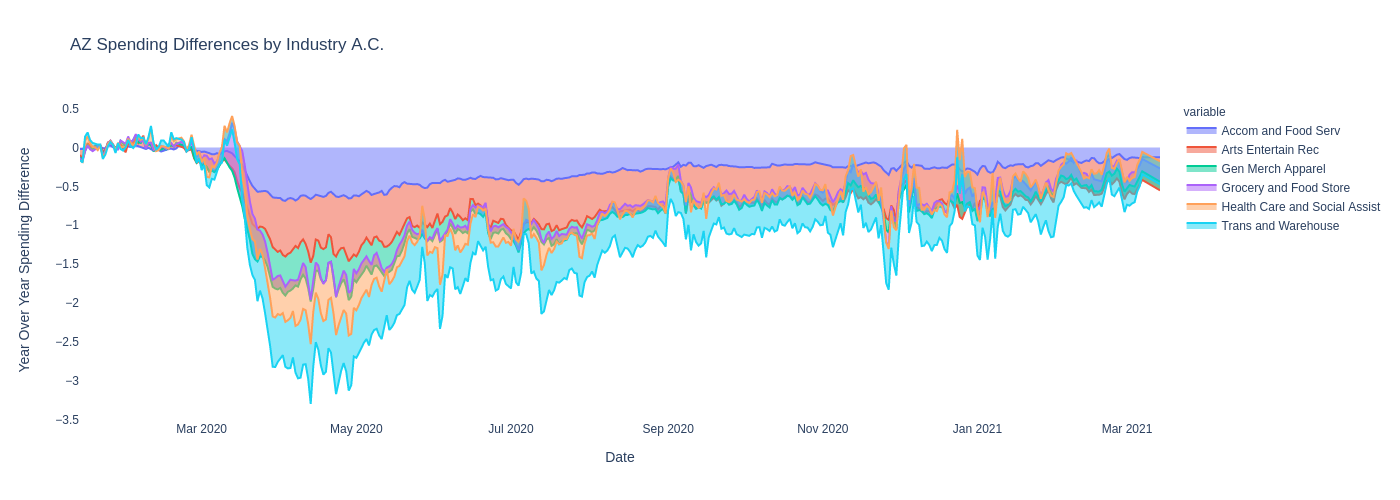 AZ Spending Differences by Industry A.C.
Year Over Year Spending Difference
0.5
0
−0.5
−1
−1.5
−2
−2.5
−3
−3.5
Mar 2020
May 2020
Jul 2020
Sep 2020
Nov 2020
Jan 2021
Mar 2021
Date
variable
Accom and Food Serv
Arts Entertain Rec
Gen Merch Apparel
Grocery and Food Store
Health Care and Social Assist
Trans and Warehouse